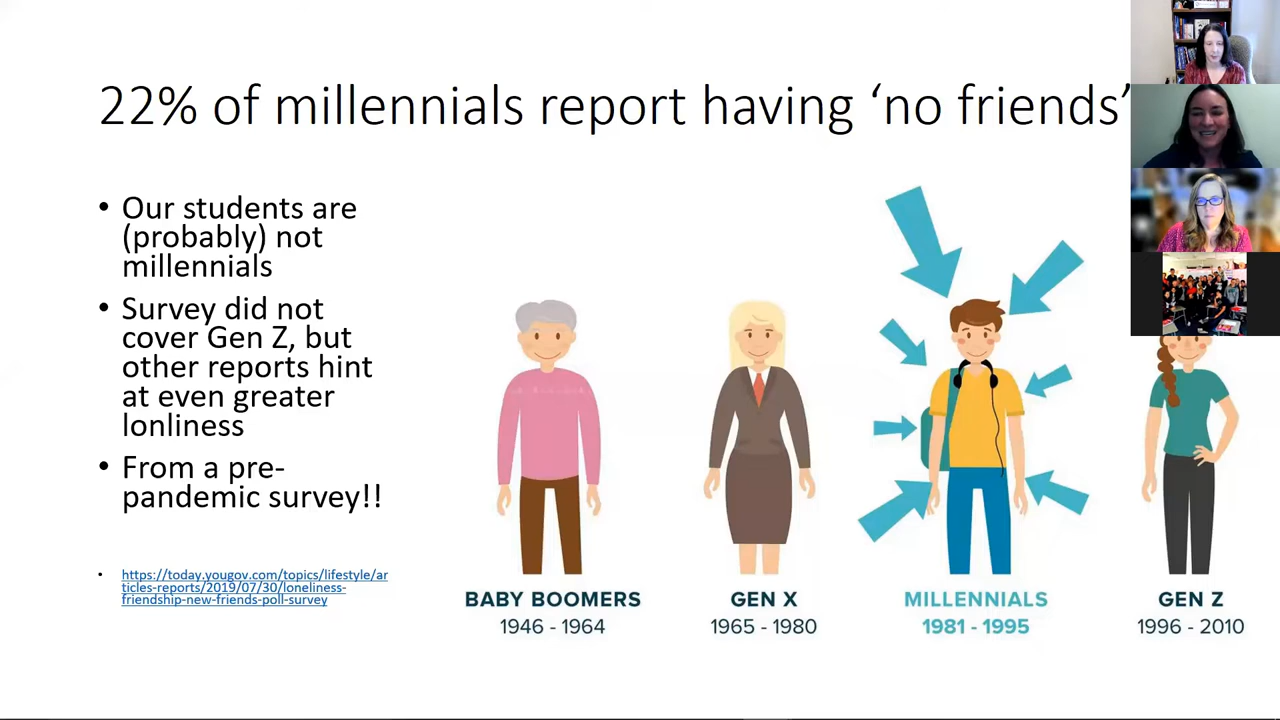 22% of millennials report having ‘no friends’
• Our students are
(probably) not
millennials
• Survey did not
cover Gen Z, but
other reports hint
at even greater
lonliness
• From a pre-
pandemic survey!!
• https://today.yougov.com/topics/lifestyle/ar
ticles-reports/2019/07/30/loneliness-
friendship-new-friends-poll-survey
BABY BOOMERS
1946 - 1964
GEN X
1965 - 1980
MILLENNIALS
1981 - 1995
GEN Z
1996 - 2010